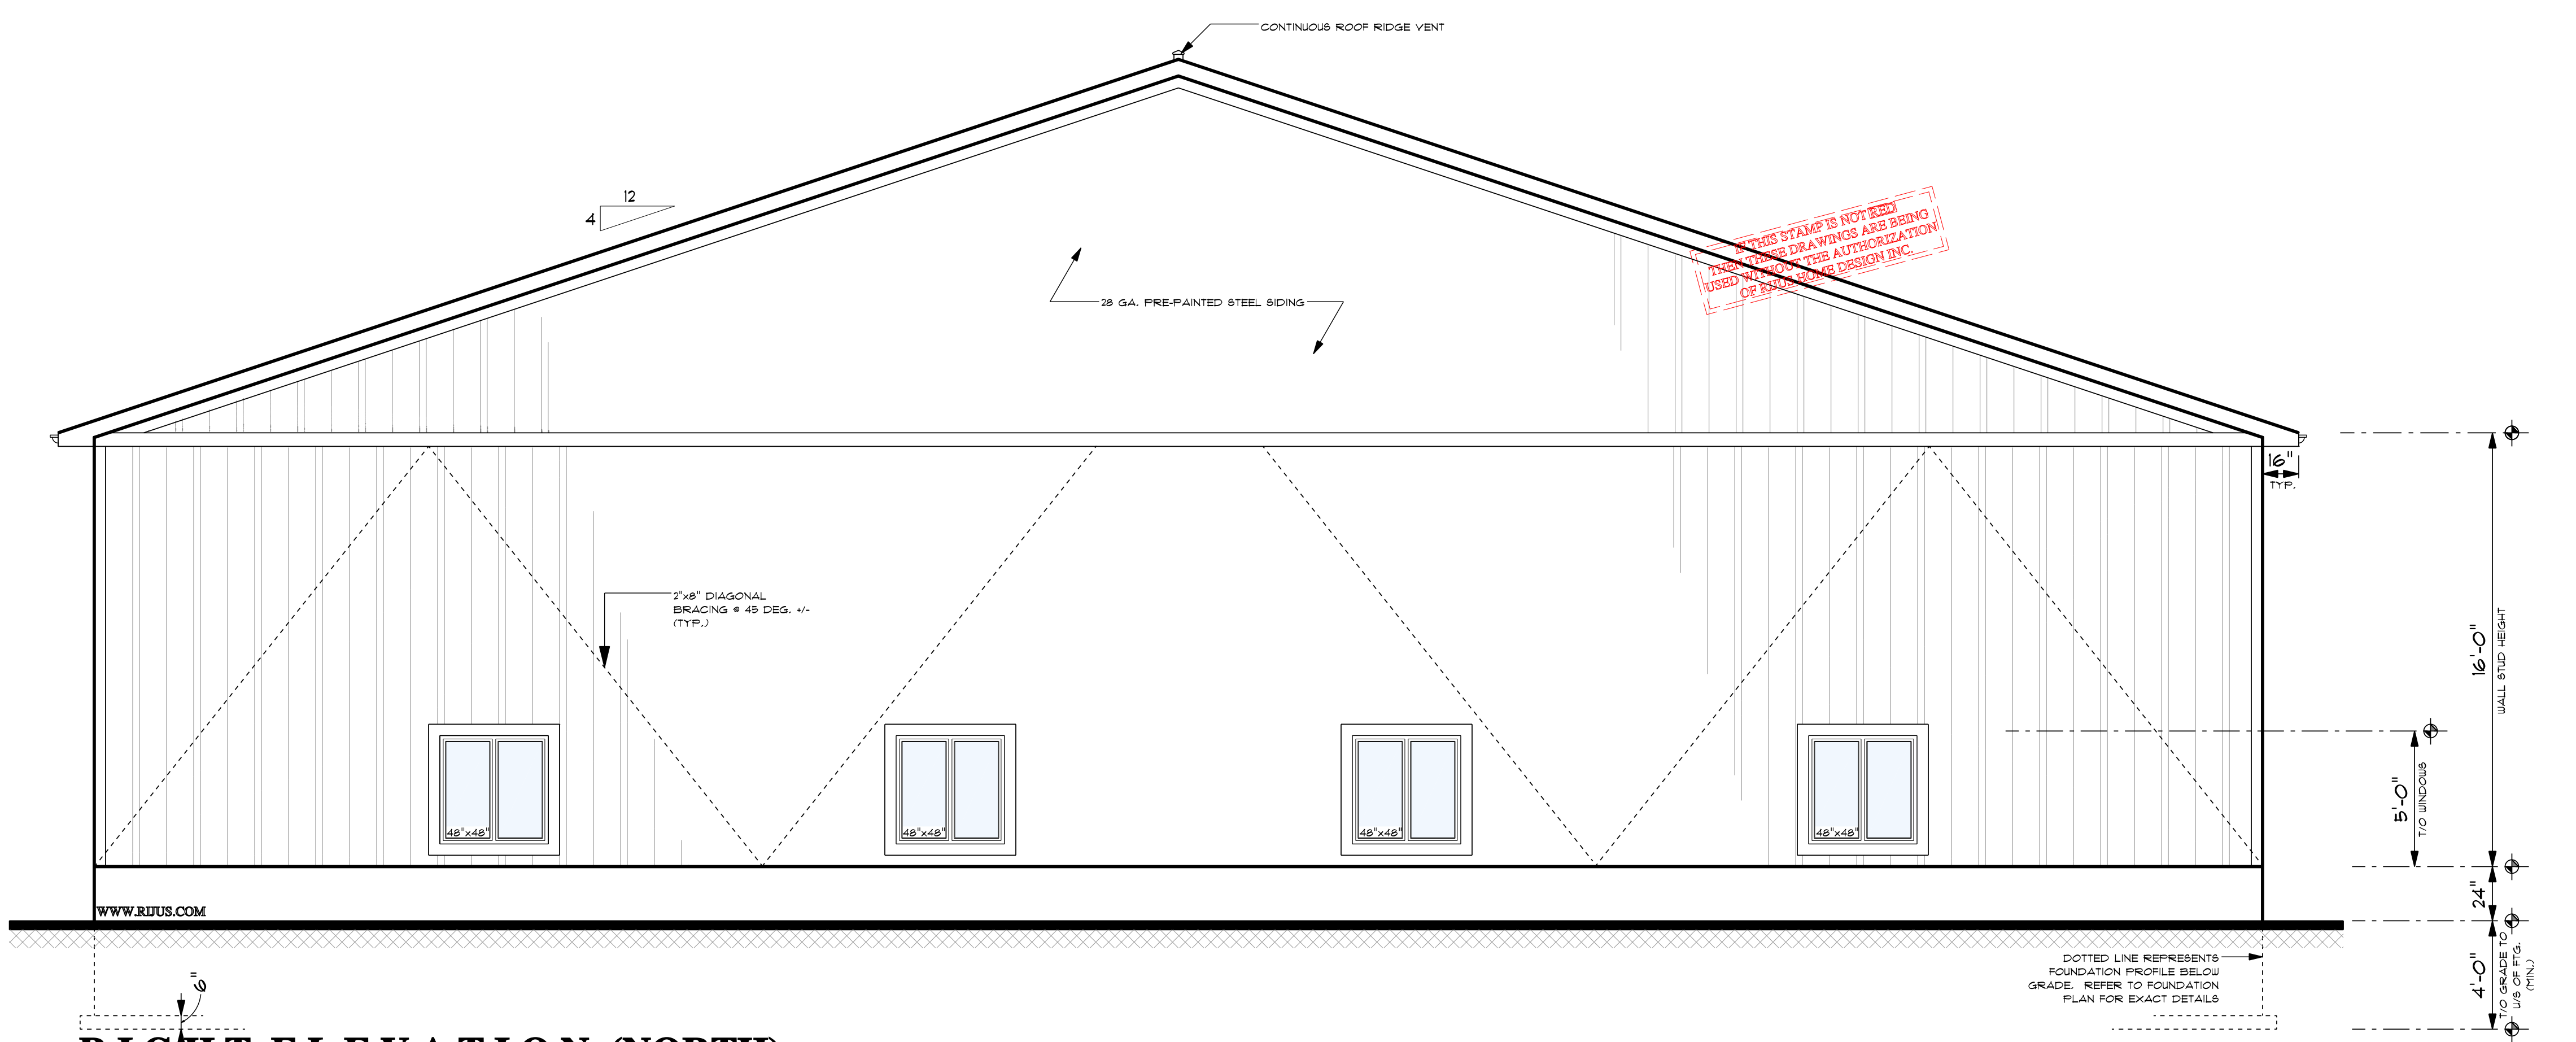 CONTINUOUS ROOF RIDGE VENT
12
4
IF THIS STAMP IS NOT RED
THEN THESE DRAWINGS ARE BEING
USED WITHOUT THE AUTHORIZATION
OF RIJUS HOME DESIGN INC.
28 GA. PRE-PAINTED STEEL SIDING
16"
TYP.
2"x8" DIAGONAL
BRACING @ 45 DEG. +/-
(TYP.)
16'-0"
WALL STUD HEIGHT
5'-0"
T/O WINDOWS
48"x48"
48"x48"
48"x48"
48"x48"
24"
WWW.RIJUS.COM
DOTTED LINE REPRESENTS
FOUNDATION PROFILE BELOW
GRADE. REFER TO FOUNDATION
PLAN FOR EXACT DETAILS
4'-0"
T/O GRADE TO
U/S OF FTG.
(MIN.)
6"
RIGHT ELEVATION (NORTH)